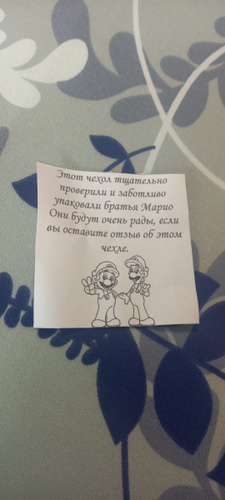 Этот чехол тщательно
проверили и заботливо
упаковали братья Марио
Они будут очень рады, если
вы оставите отзыв об этом
чехле.